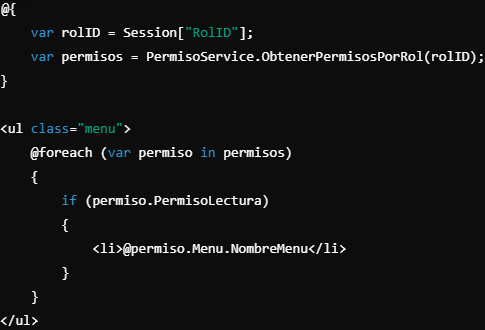 @{
    var rolID = Session["RolID"];
    var permisos = PermisoService.ObtenerPermisosPorRol(rolID);
}

<ul class="menu">
    @foreach (var permiso in permisos)
    {
        if (permiso.PermisoLectura)
        {
            <li>@permiso.Menu.NombreMenu</li>
        }
    }
</ul>